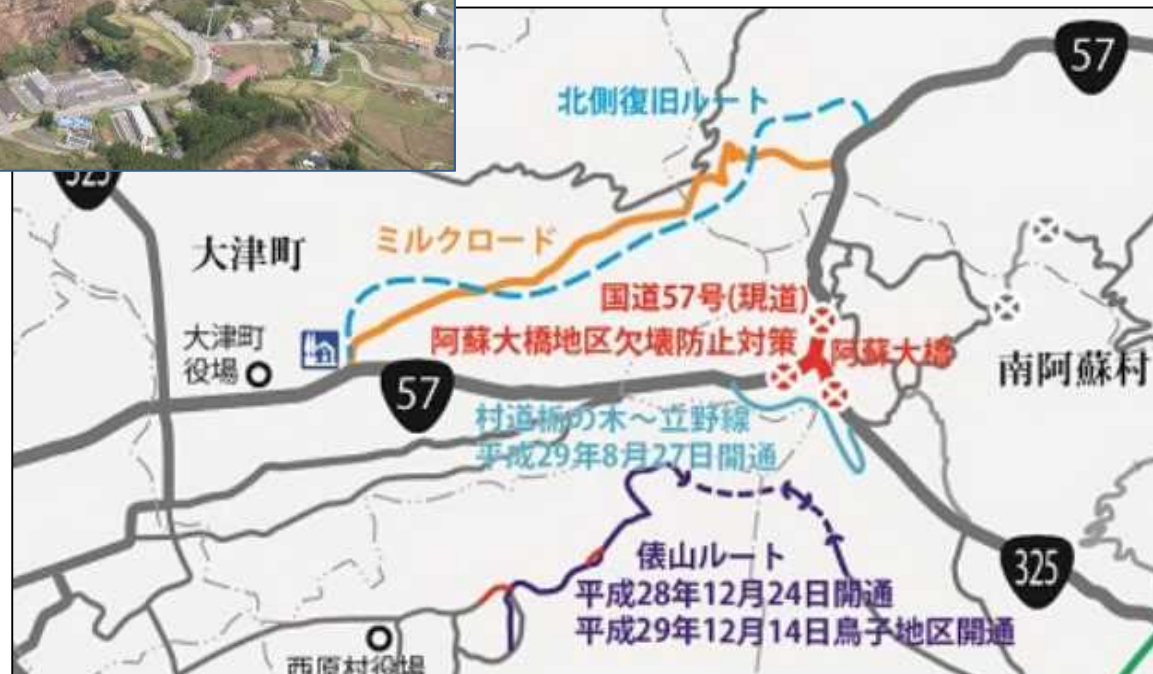 57
北側復旧ルート
325
ミルクロード
大津町
国道57号(現道)
大津町
役場
阿蘇大橋地区欠壊防止対策
阿蘇大橋
南阿蘇村
57
村道栃の木～立野線
平成29年8月27日開通
俵山ルート
平成28年12月24日開通
平成29年12月14日鳥子地区開通
325
西原村役場